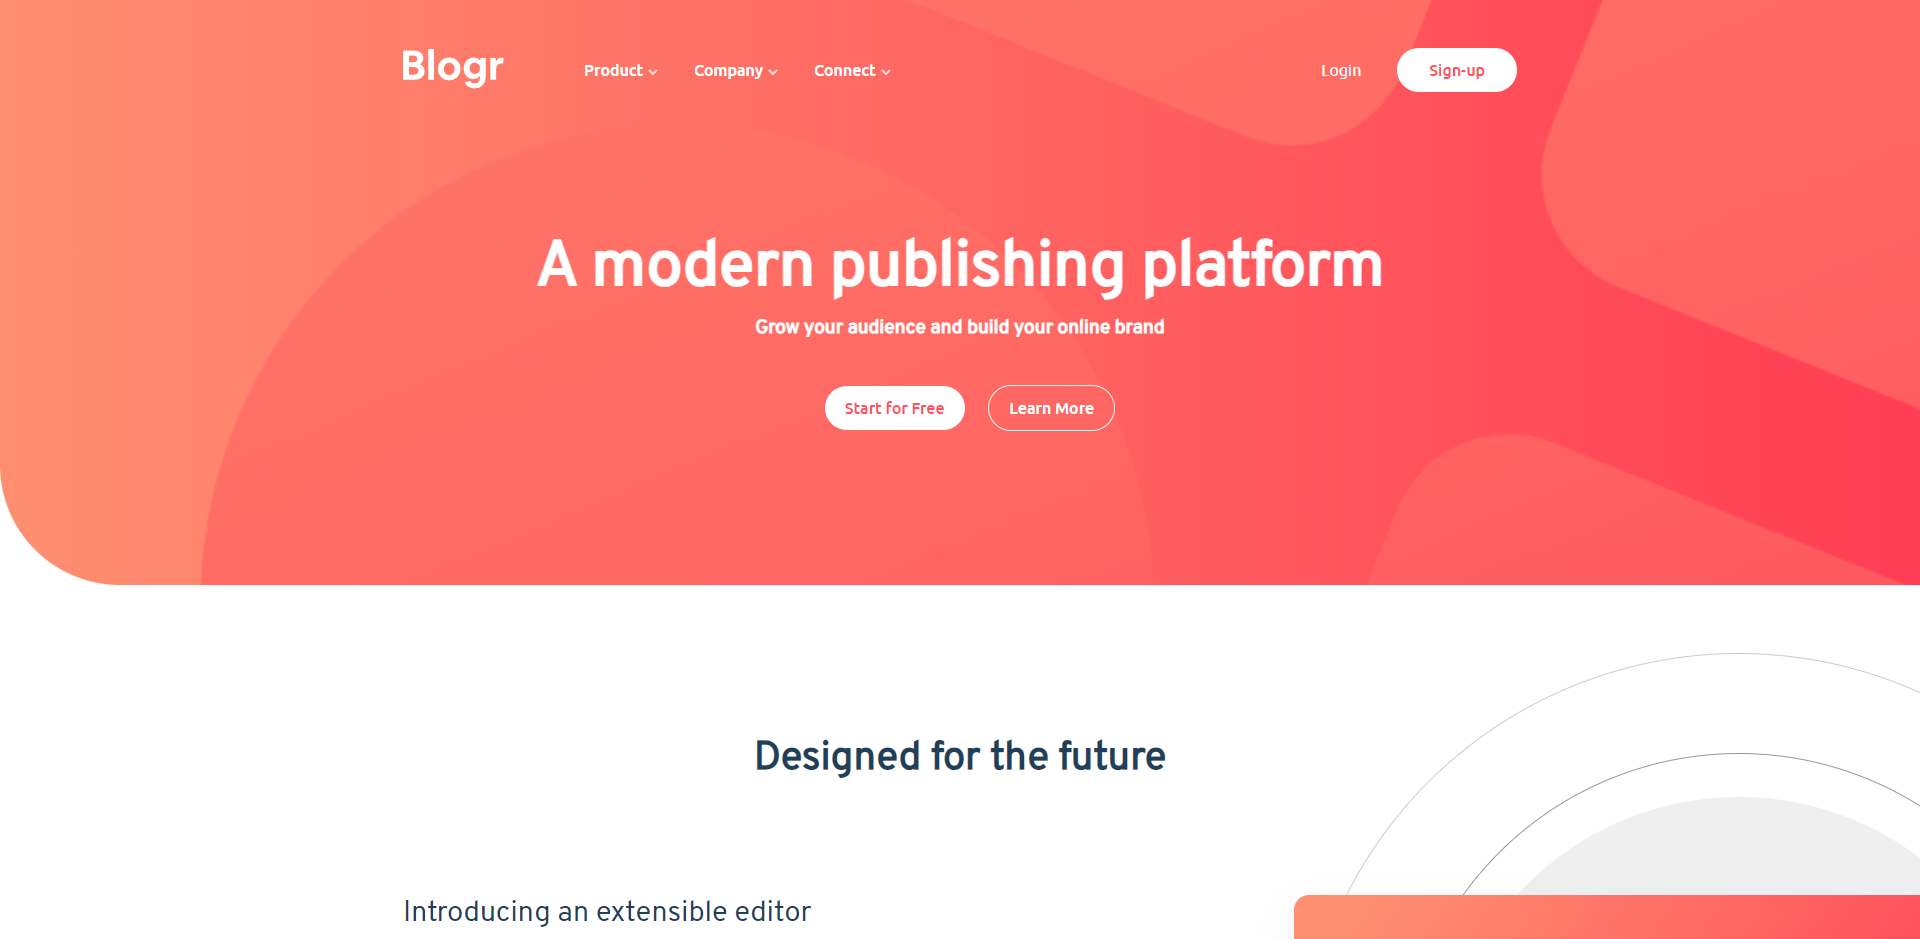 Blogr Product Company Connect Login Sign-up
A modern publishing platform
Grow your audience and build your online brand
Start for Free Learn More
Designed for the future
Introducing an extensible editor